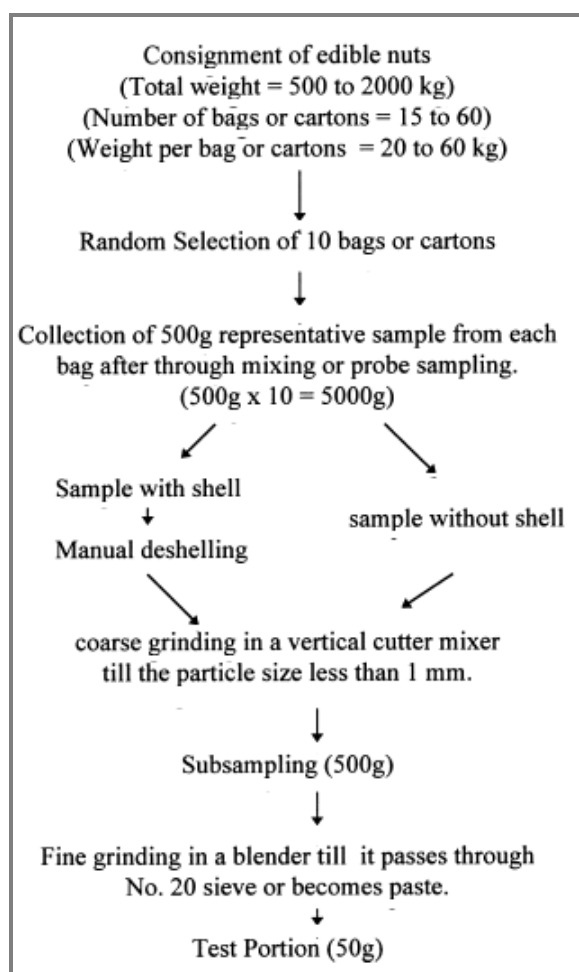 Consignment of edible nuts
(Total weight = 500 to 2000 kg)
(Number of bags or cartons = 15 to 60)
(Weight per bag or cartons = 20 to 60 kg)
Random Selection of 10 bags or cartons
Collection of 500g representative sample from each
bag after through mixing or probe sampling.
(500g x 10 = 5000g)
Sample with shell
sample without shell
Manual deshelling
coarse grinding in a vertical cutter mixer
till the particle size less than 1 mm.
Subsampling (500g)
Fine grinding in a blender till it passes through
No. 20 sieve or becomes paste.
Test Portion (50g)